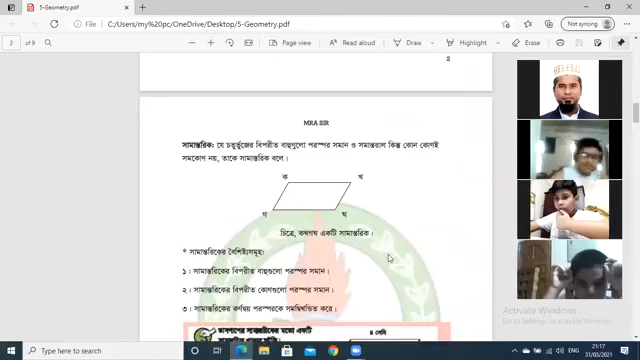 5-Geometry.pdf
C:/Users/my%20pc/OneDrive/Desktop/5-Geometry.pdf
Not syncing
3 of 9
Page view
Read aloud
Draw
Highlight
Erase
2
MRA SIR
সামান্তরিক: যে চতুর্ভুজের বিপরীত বাহুগুলো পরস্পর সমান ও সমান্তরাল কিন্তু কোন কোণই
সমকোণ নয়, তাকে সামান্তরিক বলে।
ক খ
গ ঘ
চিত্রে, কখগঘ একটি সামান্তরিক।
* সামান্তরিকের বৈশিষ্ট্যসমূহ:
১। সামান্তরিকের বিপরীত বাহুগুলো পরস্পর সমান।
২। সামান্তরিকের বিপরীত কোণগুলো পরস্পর সমান।
৩। সামান্তরিকের কর্ণদ্বয় পরস্পরকে সমদ্বিখন্ডিত করে।
Activate Windows
Go to Settings to activate Windows.
Type here to search
ENG
21:17
31/03/2021